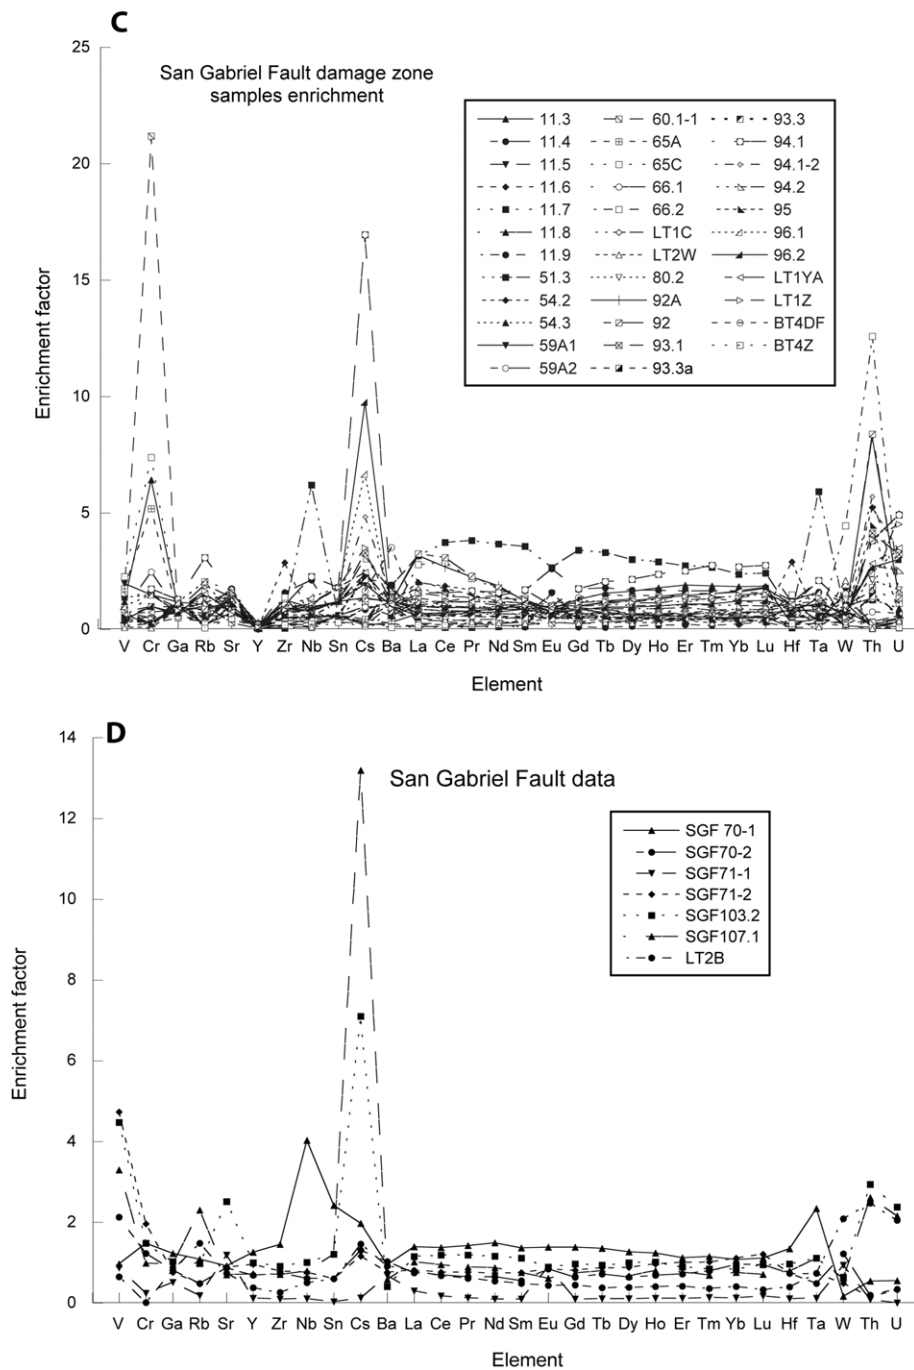 C
25
20
15
10
5
0
Enrichment factor
San Gabriel Fault damage zone
samples enrichment
11.3 60.1-1 93.3
11.4 65A 94.1
11.5 65C 94.1-2
11.6 66.1 94.2
11.7 66.2 95
11.8 LT1C 96.1
11.9 LT2W 96.2
51.3 80.2 LT1YA
54.2 92A LT1Z
54.3 92 BT4DF
59A1 93.1 BT4Z
59A2 93.3a
V Cr Ga Rb Sr Y Zr Nb Sn Cs Ba La Ce Pr Nd Sm Eu Gd Tb Dy Ho Er Tm Yb Lu Hf Ta W Th U
Element
D
14
12
10
8
6
4
2
0
Enrichment factor
San Gabriel Fault data
SGF 70-1
SGF70-2
SGF71-1
SGF71-2
SGF103.2
SGF107.1
LT2B
V Cr Ga Rb Sr Y Zr Nb Sn Cs Ba La Ce Pr Nd Sm Eu Gd Tb Dy Ho Er Tm Yb Lu Hf Ta W Th U
Element